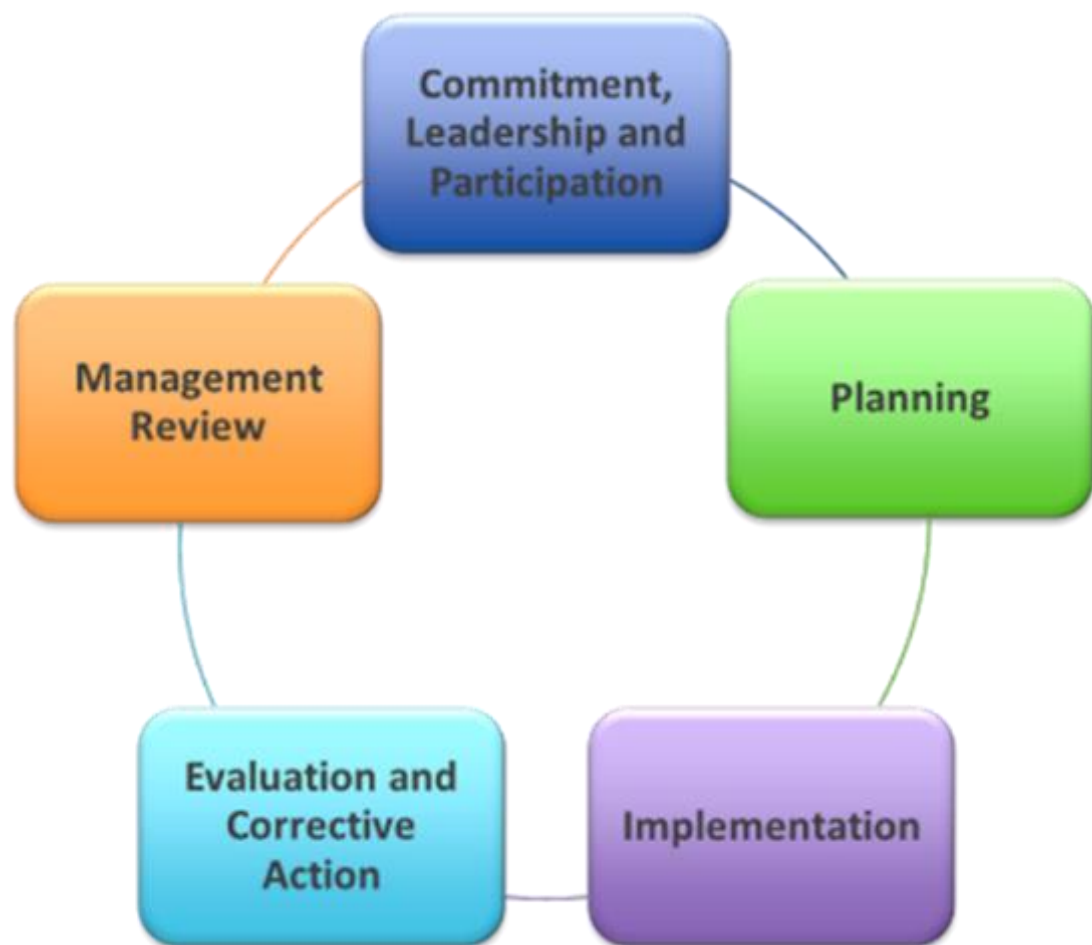 Commitment,
Leadership and
Participation
Planning
Implementation
Evaluation and
Corrective
Action
Management
Review